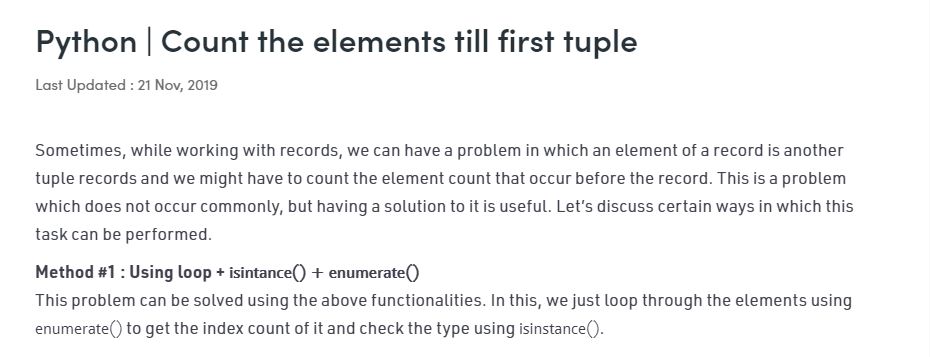 Python | Count the elements till first tuple
Last Updated : 21 Nov, 2019
Sometimes, while working with records, we can have a problem in which an element of a record is another
tuple records and we might have to count the element count that occur before the record. This is a problem
which does not occur commonly, but having a solution to it is useful. Let’s discuss certain ways in which this
task can be performed.
Method #1 : Using loop + isintance() + enumerate()
This problem can be solved using the above functionalities. In this, we just loop through the elements using
enumerate() to get the index count of it and check the type using isinstance().